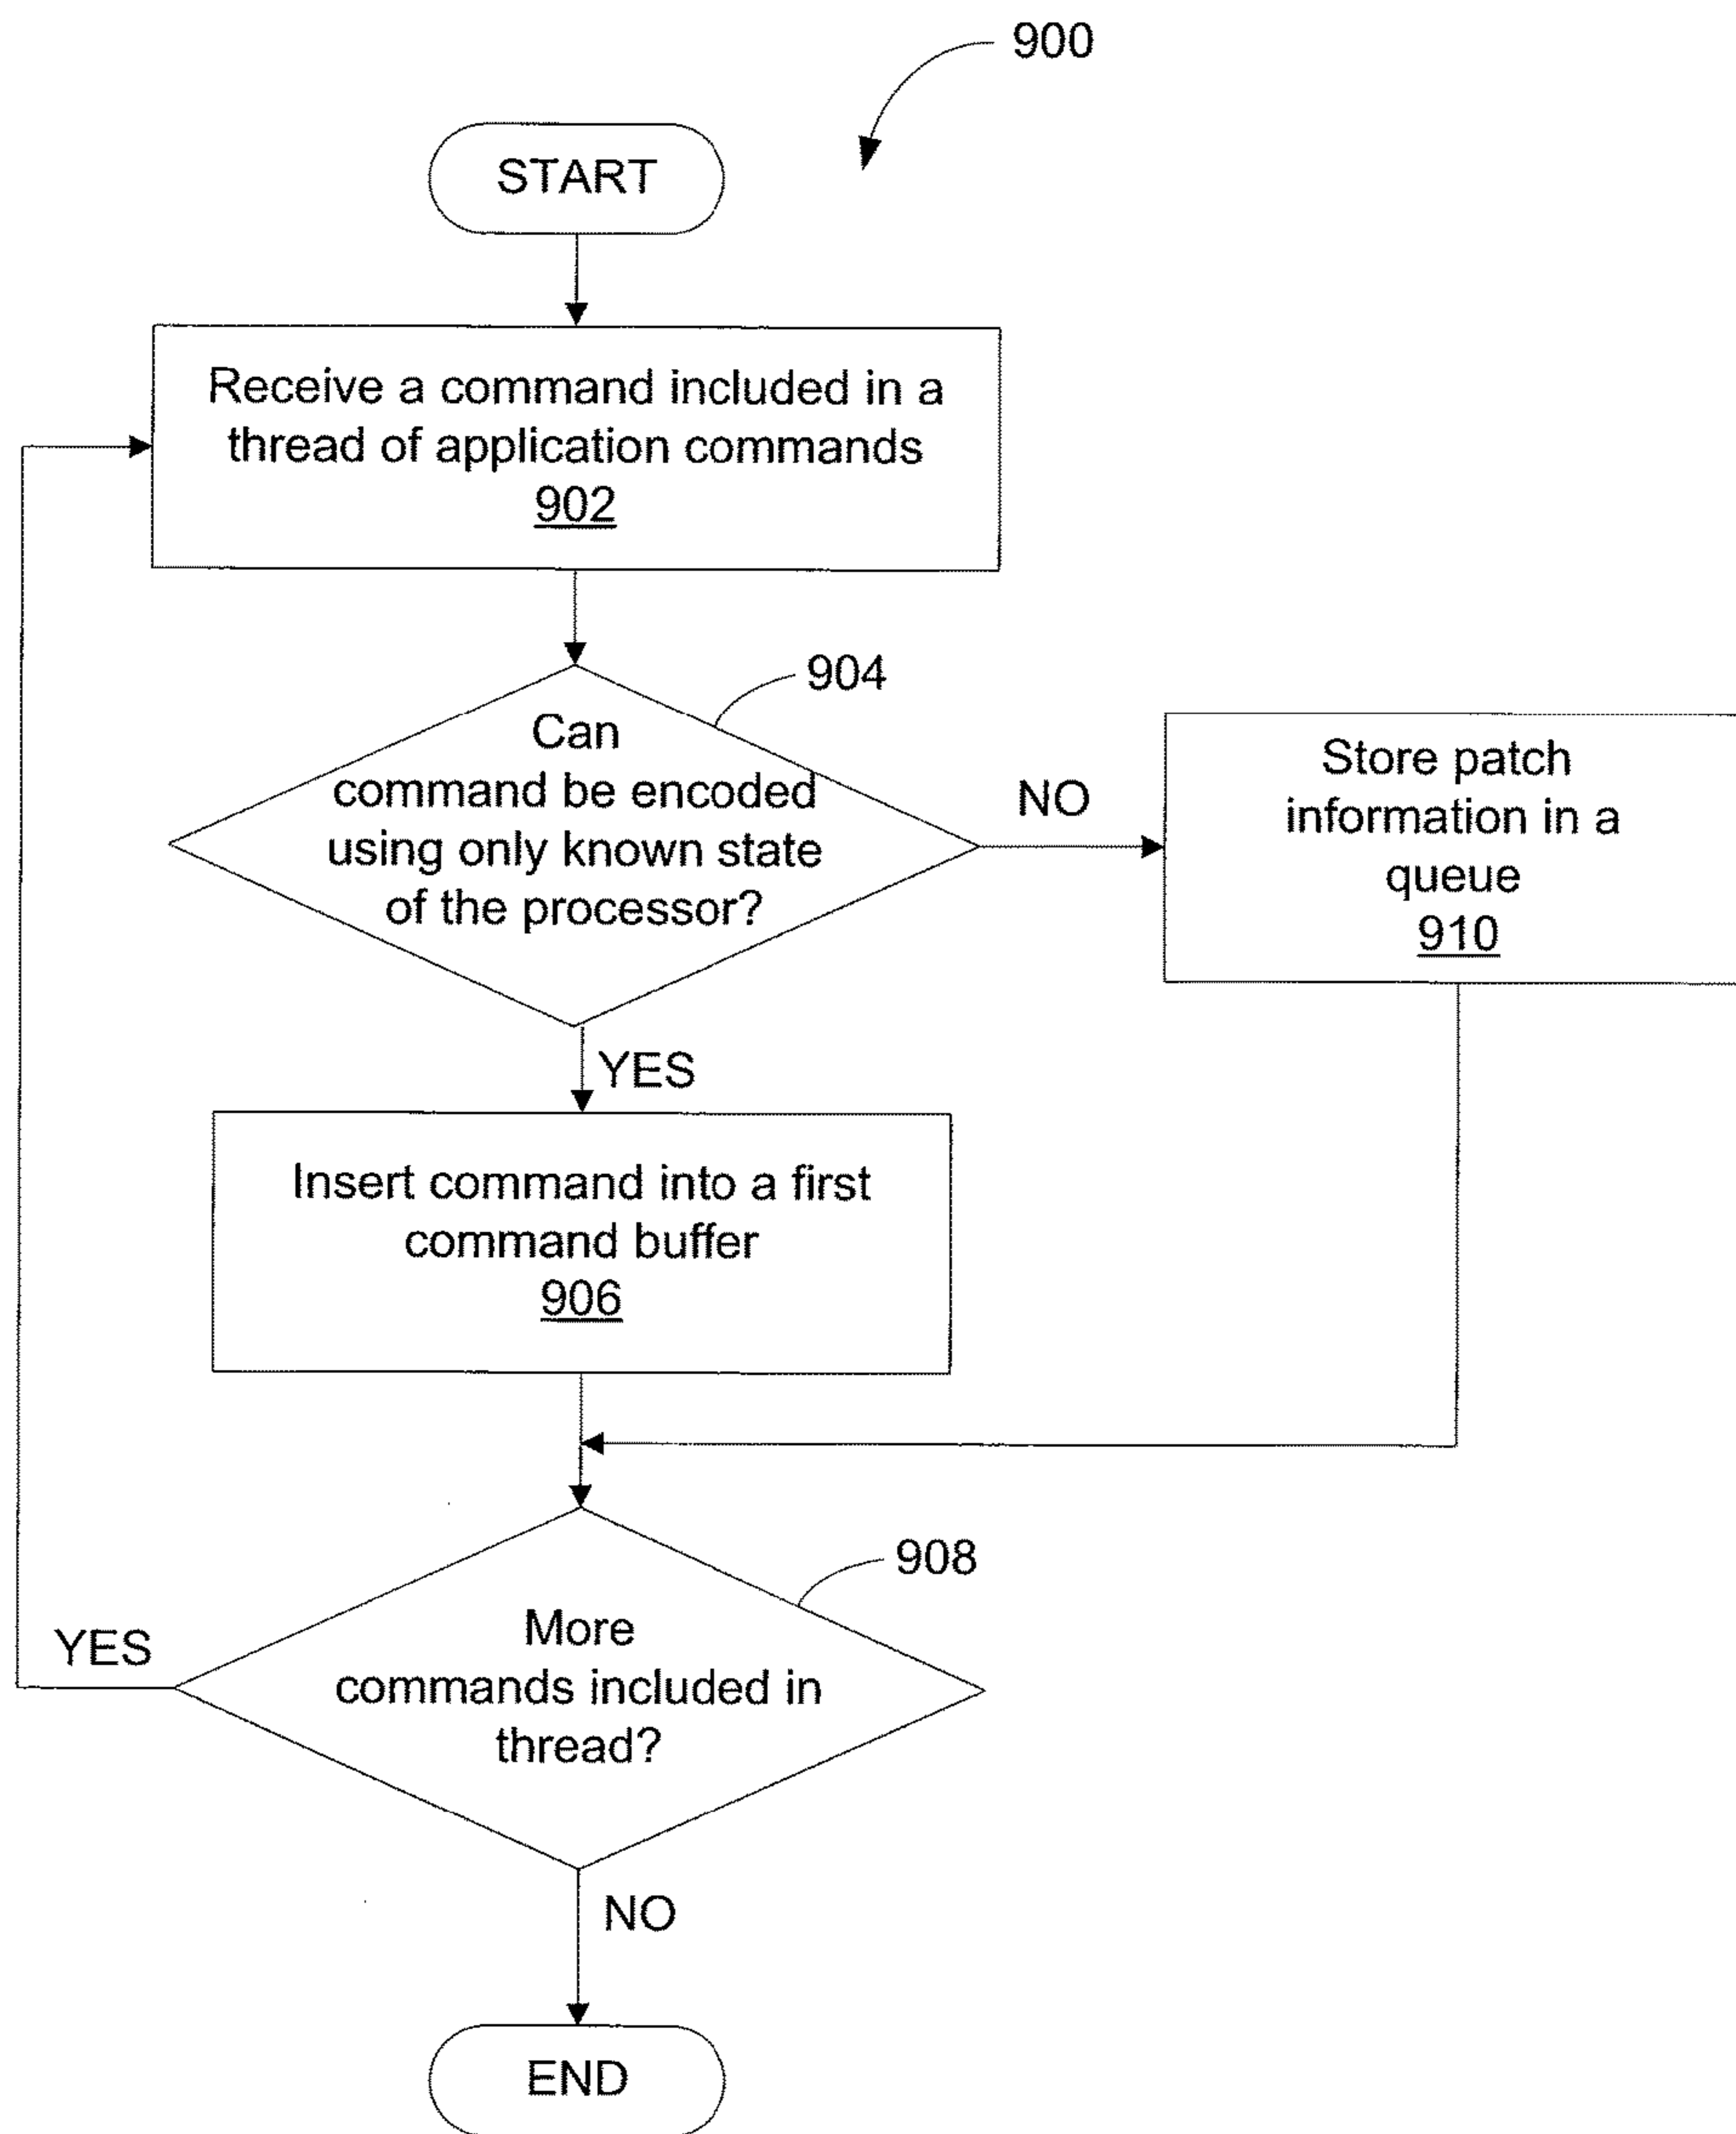 900
START
Receive a command included in a
thread of application commands
902
904
Can
command be encoded
using only known state
of the processor?
NO
Store patch
information in a
queue
910
YES
Insert command into a first
command buffer
906
908
More
commands included in
thread?
YES
NO
END